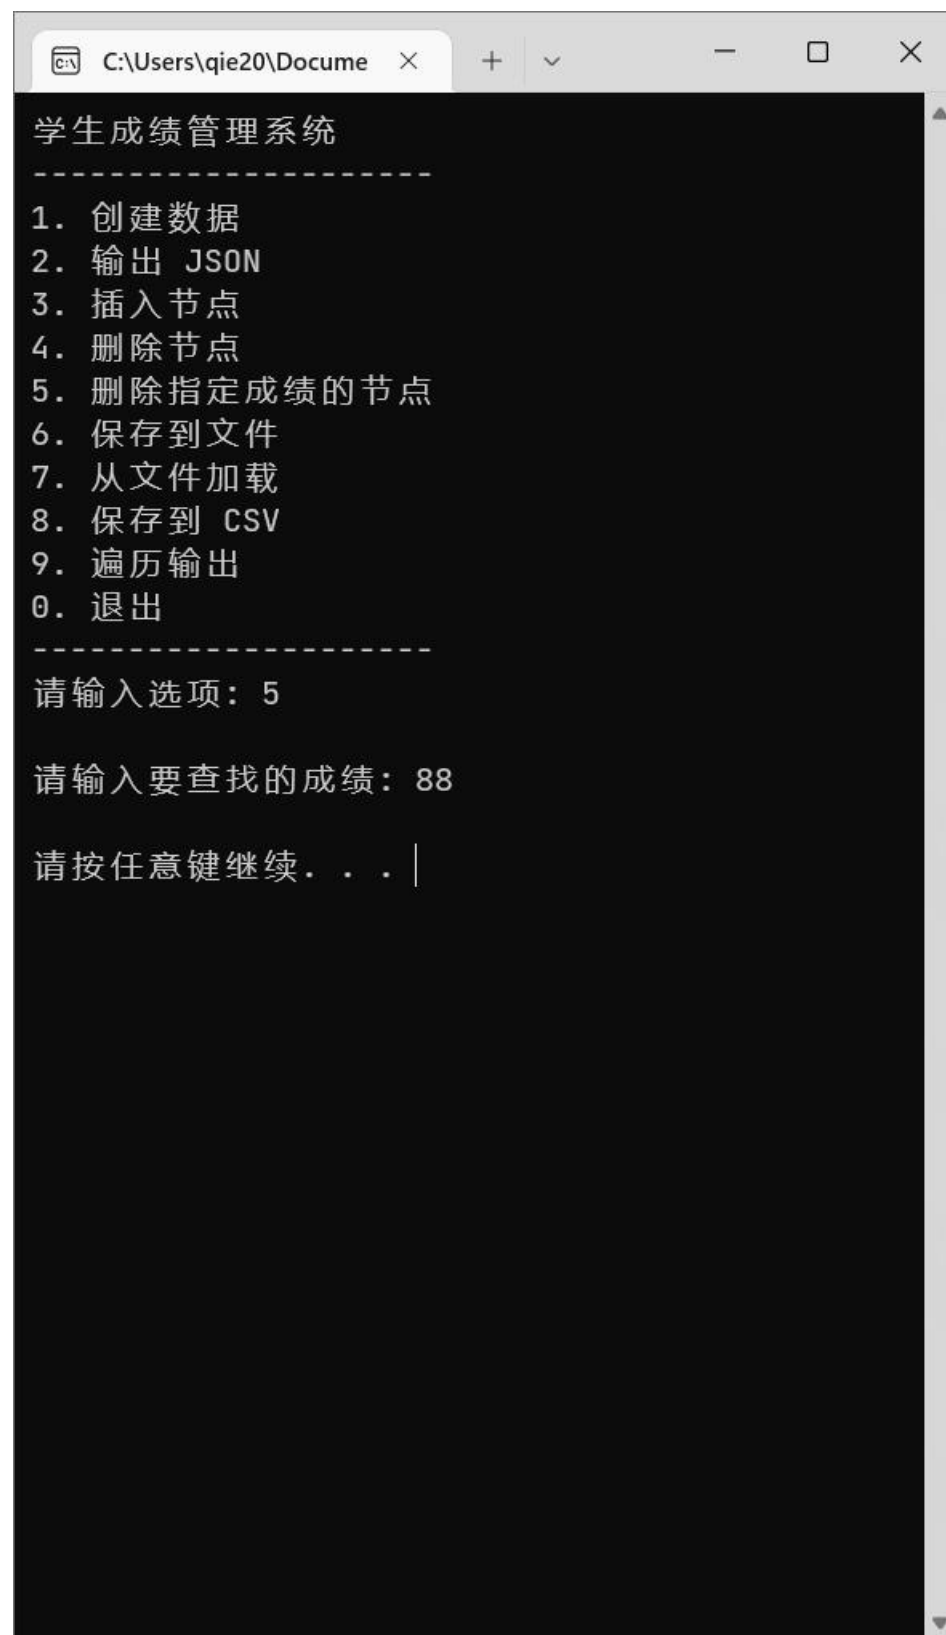 C:\Users\qie20\Docume
学生成绩管理系统
---------------------
1. 创建数据
2. 输出 JSON
3. 插入节点
4. 删除节点
5. 删除指定成绩的节点
6. 保存到文件
7. 从文件加载
8. 保存到 CSV
9. 遍历输出
0. 退出
---------------------
请输入选项: 5
请输入要查找的成绩: 88
请按任意键继续. . .